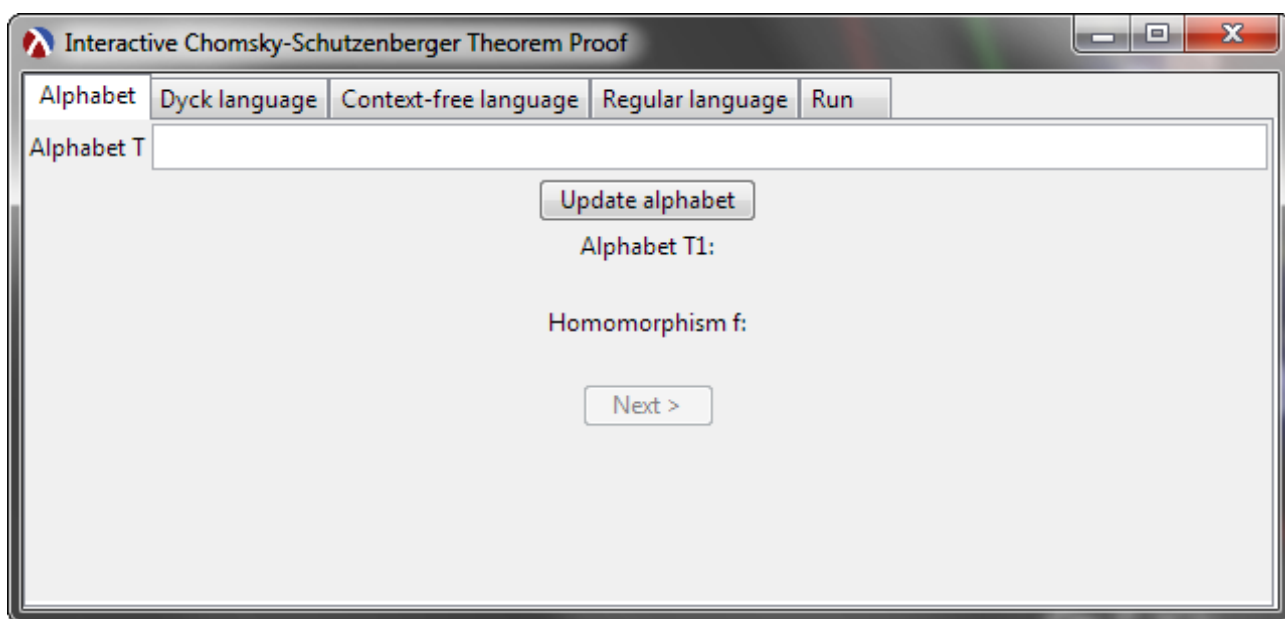 Interactive Chomsky-Schutzenberger Theorem Proof
Alphabet Dyck language Context-free language Regular language Run
Alphabet T
Update alphabet
Alphabet T1:
Homomorphism f:
Next >